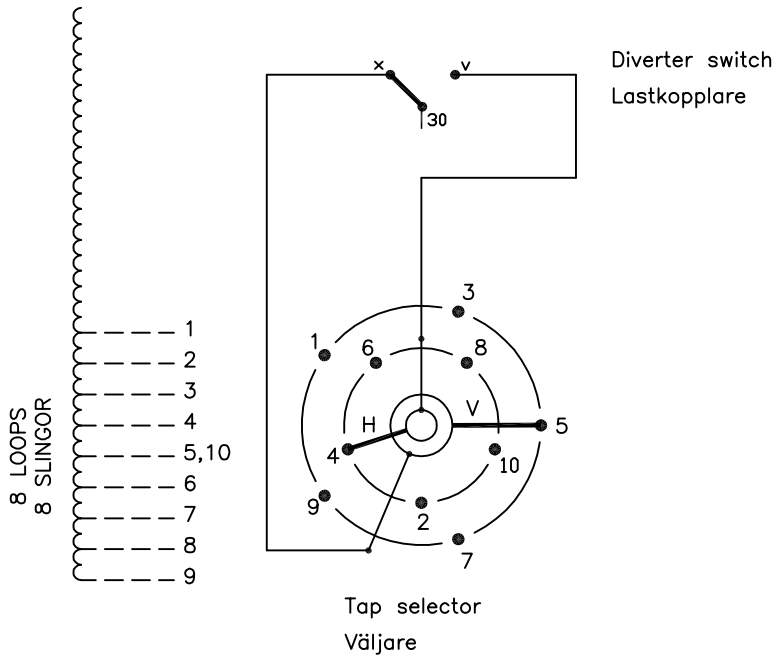 x
v
30
Diverter switch
Lastkopplare
1
2
3
4
5,10
6
7
8
9
8 LOOPS
8 SLINGOR
3
1
6
8
H
V
5
4
10
9
2
7
Tap selector
Väljare